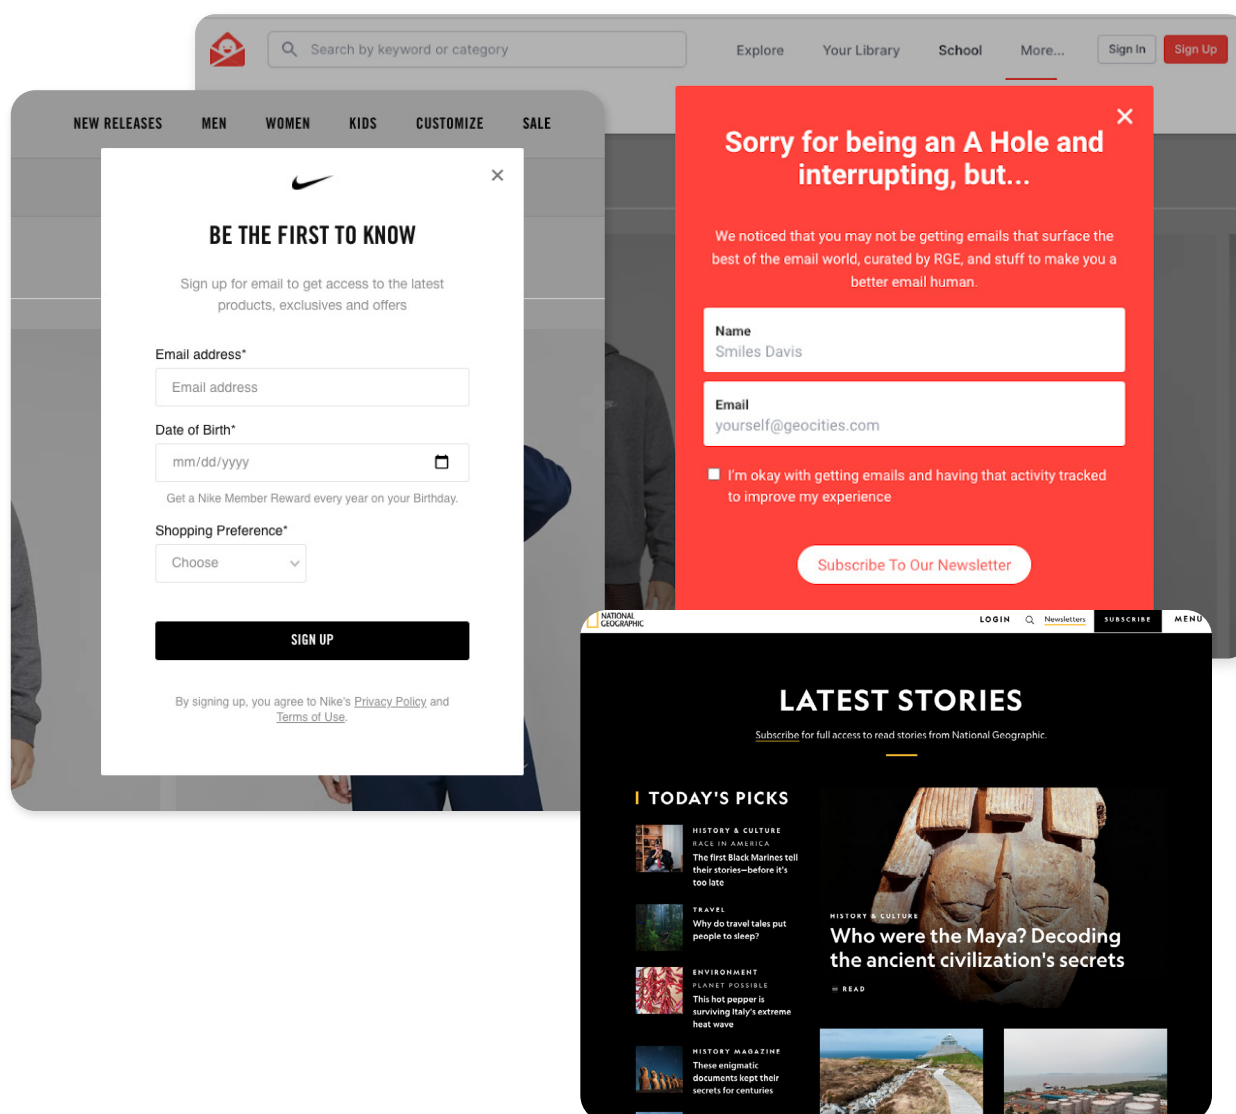 Search by keyword or category
Explore
Your Library
School
More...
Sign In
Sign Up
NEW RELEASES
MEN
WOMEN
KIDS
CUSTOMIZE
SALE
BE THE FIRST TO KNOW
Sign up for email to get access to the latest
products, exclusives and offers
Email address*
Email address
Date of Birth*
mm/dd/yyyy
Get a Nike Member Reward every year on your Birthday.
Shopping Preference*
Choose
SIGN UP
By signing up, you agree to Nike's Privacy Policy and
Terms of Use.
Sorry for being an A Hole and
interrupting, but...
We noticed that you may not be getting emails that surface the
best of the email world, curated by RGE, and stuff to make you a
better email human.
Name
Smiles Davis
Email
yourself@geocities.com
I'm okay with getting emails and having that activity tracked
to improve my experience
Subscribe To Our Newsletter
NATIONAL
GEOGRAPHIC
LOGIN
Newsletters
SUBSCRIBE
MENU
LATEST STORIES
Subscribe for full access to read stories from National Geographic.
TODAY'S PICKS
HISTORY & CULTURE
RACE IN AMERICA
The first Black Marines tell
their stories—before it's
too late
TRAVEL
Why do travel tales put
people to sleep?
ENVIRONMENT
PLANET POSSIBLE
This hot pepper is
surviving Italy's extreme
heat wave
HISTORY MAGAZINE
These enigmatic
documents kept their
secrets for centuries
HISTORY & CULTURE
Who were the Maya? Decoding
the ancient civilization's secrets
READ